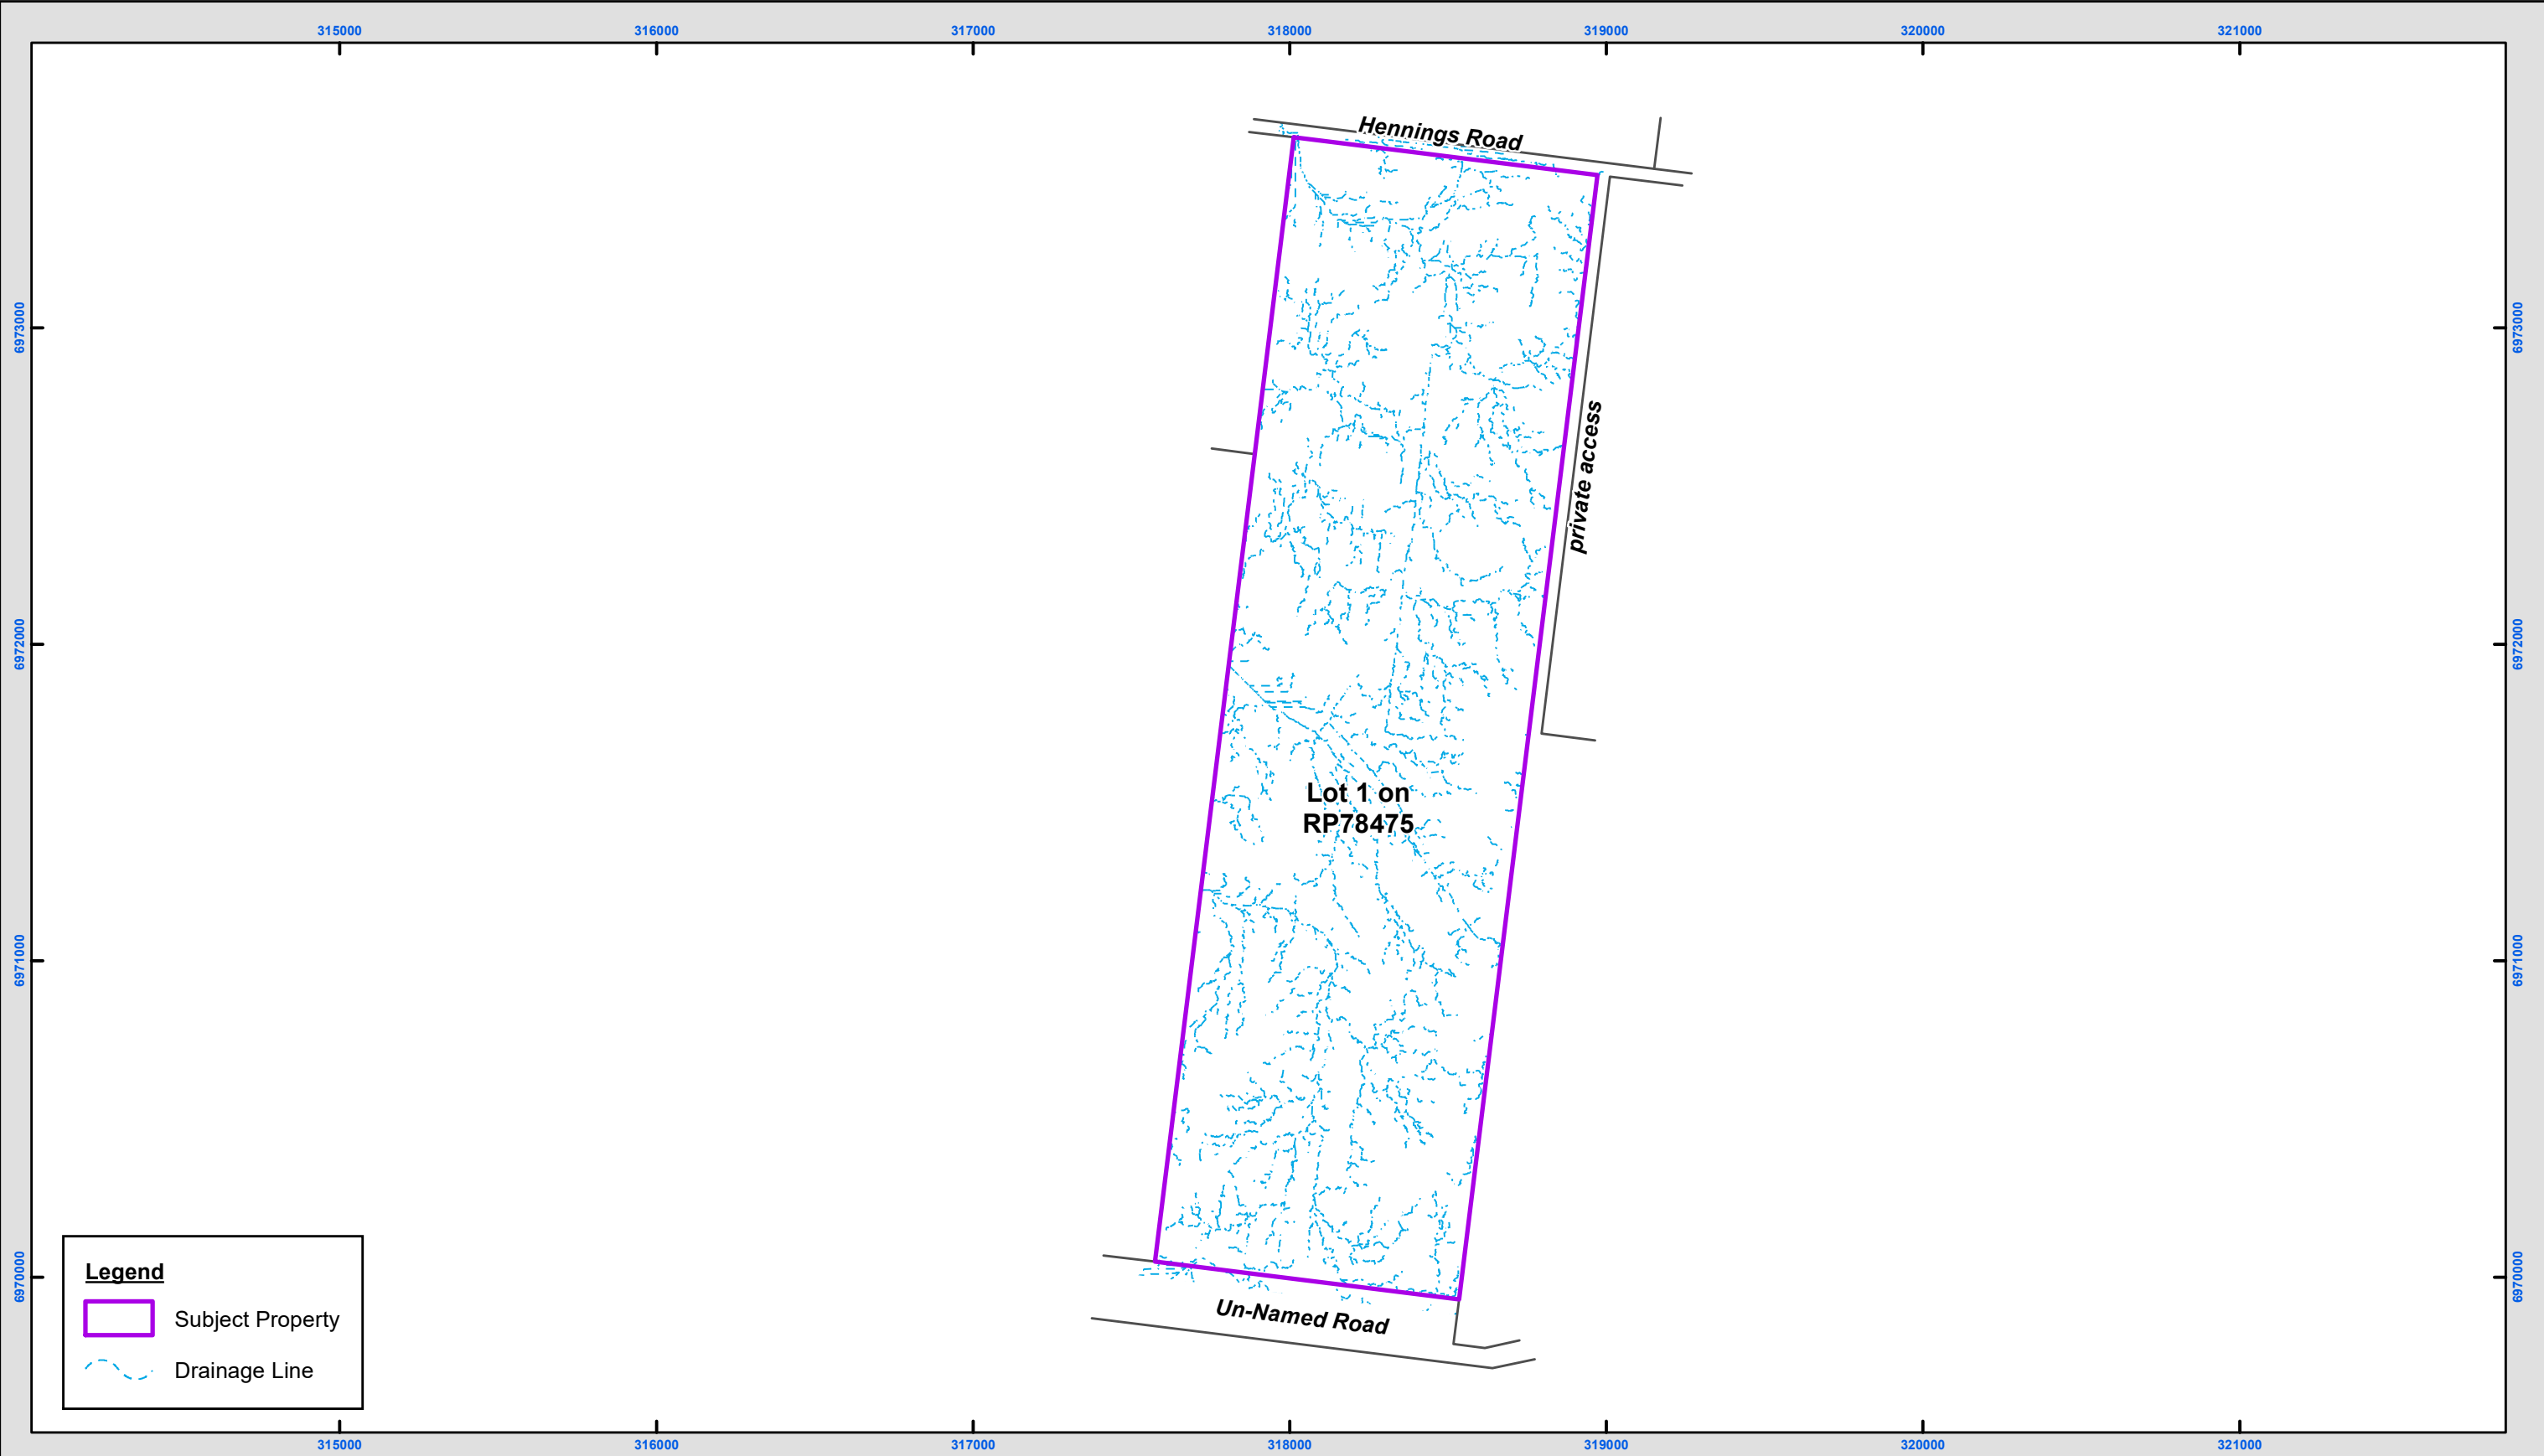 315000 316000 317000 318000 319000 320000 321000
Hennings Road
6973000 6973000
private access
6972000 6972000
Lot 1 on
RP78475
6971000 6971000
6970000 6970000
Legend
Subject Property
Drainage Line
Un-Named Road
315000 316000 317000 318000 319000 320000 321000